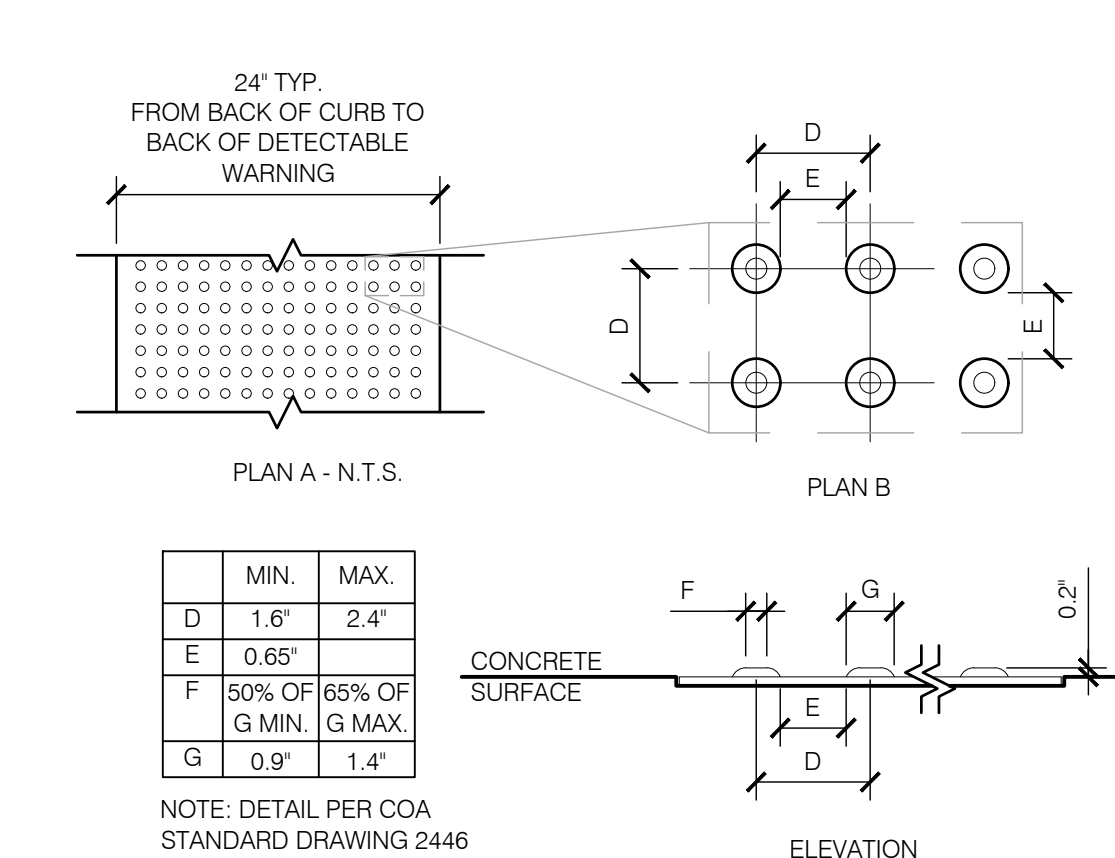 24" TYP.
FROM BACK OF CURB TO
BACK OF DETECTABLE
WARNING
PLAN A - N.T.S.
D
E
D
E
PLAN B
MIN. MAX.
D 1.6" 2.4"
E 0.65"
F 50% OF 65% OF
G MIN. G MAX.
G 0.9" 1.4"
NOTE: DETAIL PER COA
STANDARD DRAWING 2446
F
G
0.2"
CONCRETE
SURFACE
E
D
ELEVATION